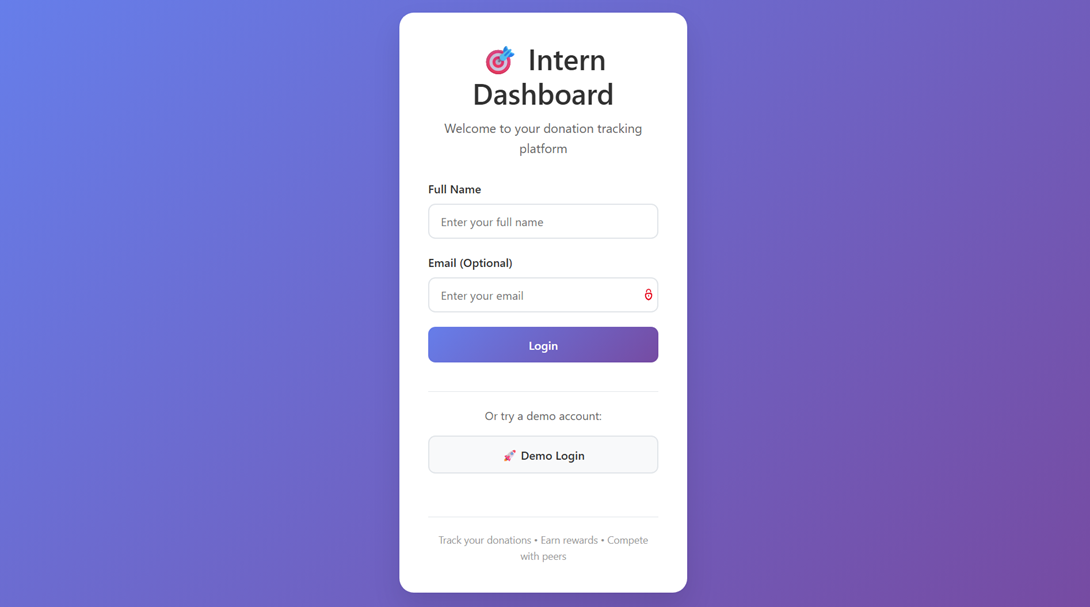 🎯 Intern
Dashboard
Welcome to your donation tracking
platform
Full Name
Enter your full name
Email (Optional)
Enter your email
Login
Or try a demo account:
🚀 Demo Login
Track your donations • Earn rewards • Compete
with peers